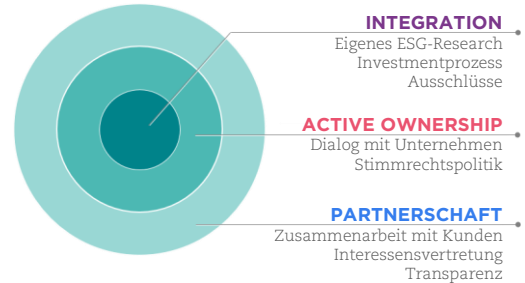 INTEGRATION
Eigenes ESG-Research
Investmentprozess
Ausschlüsse
ACTIVE OWNERSHIP
Dialog mit Unternehmen
Stimmrechtspolitik
PARTNERSCHAFT
Zusammenarbeit mit Kunden
Interessensvertretung
Transparenz